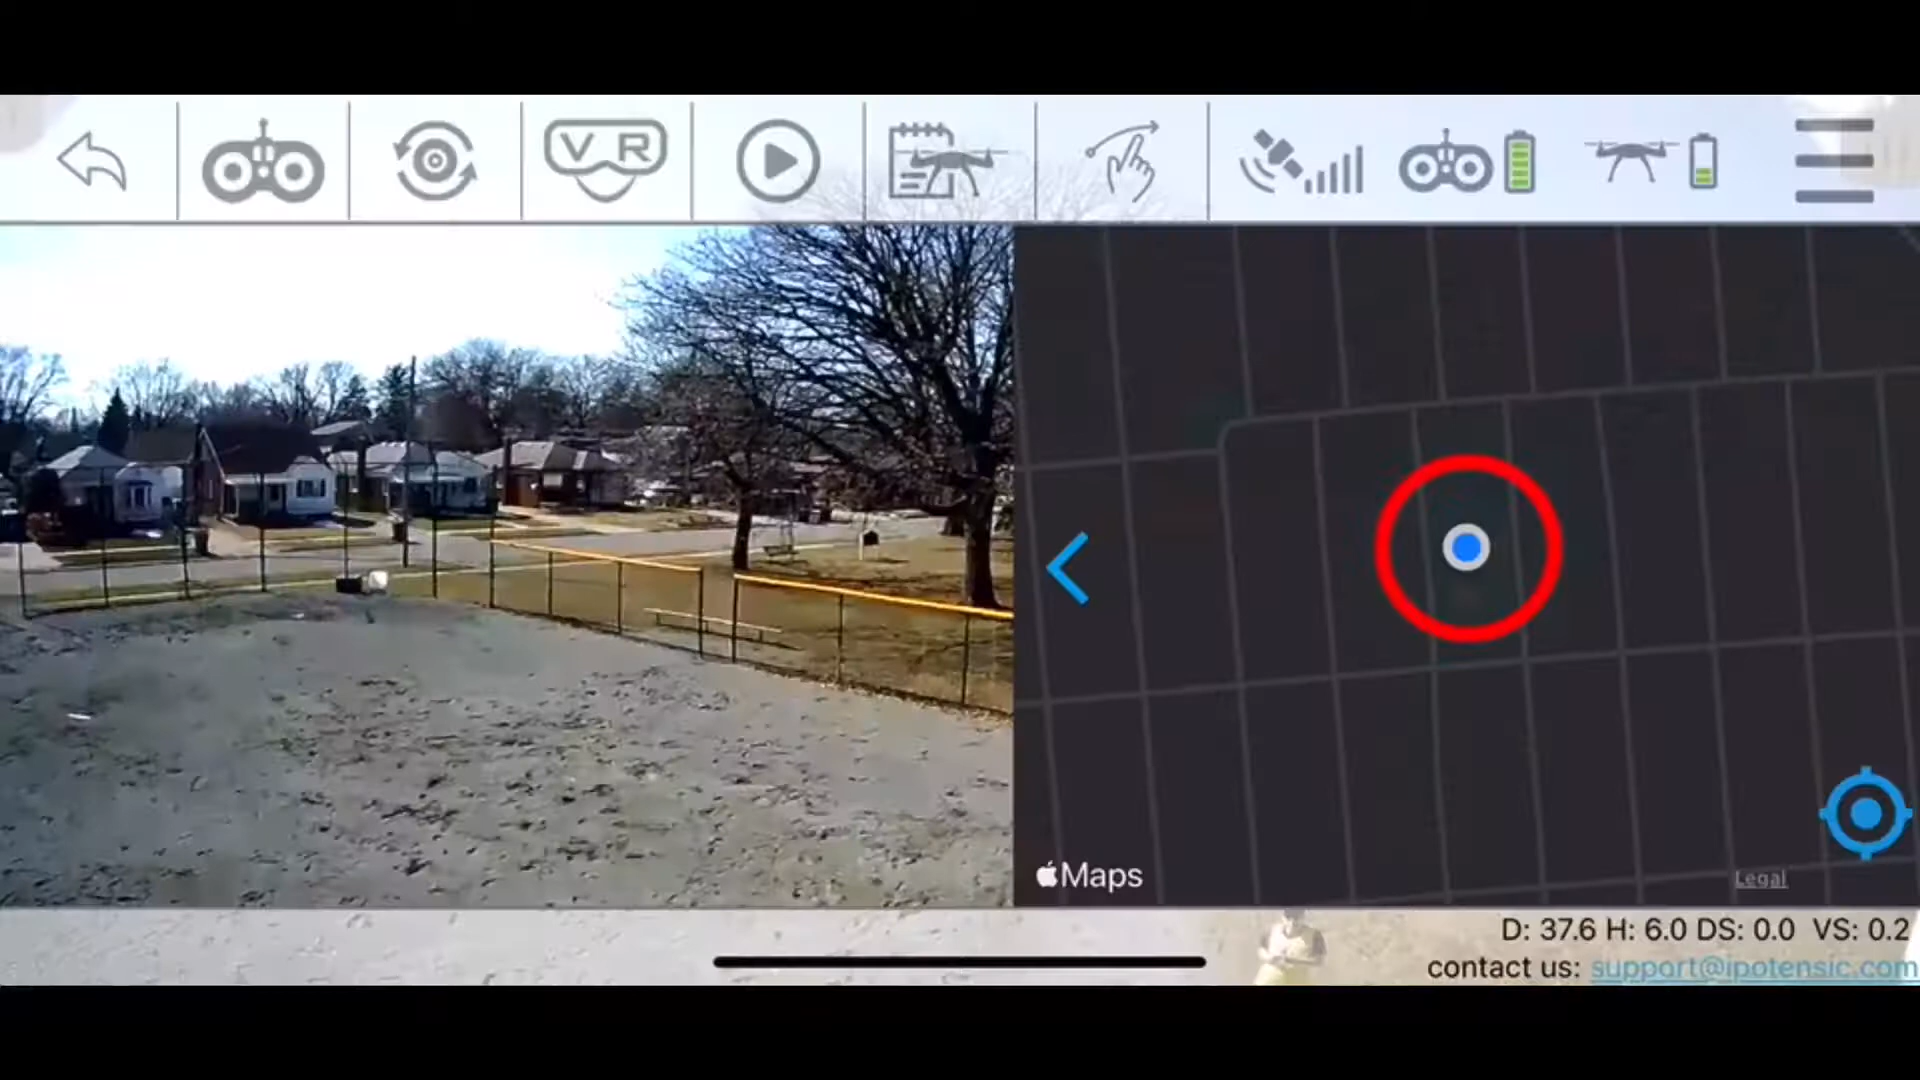 VR
Maps
Legal
D: 37.6 H: 6.0 DS: 0.0 VS: 0.2
contact us: support@ipotensic.com